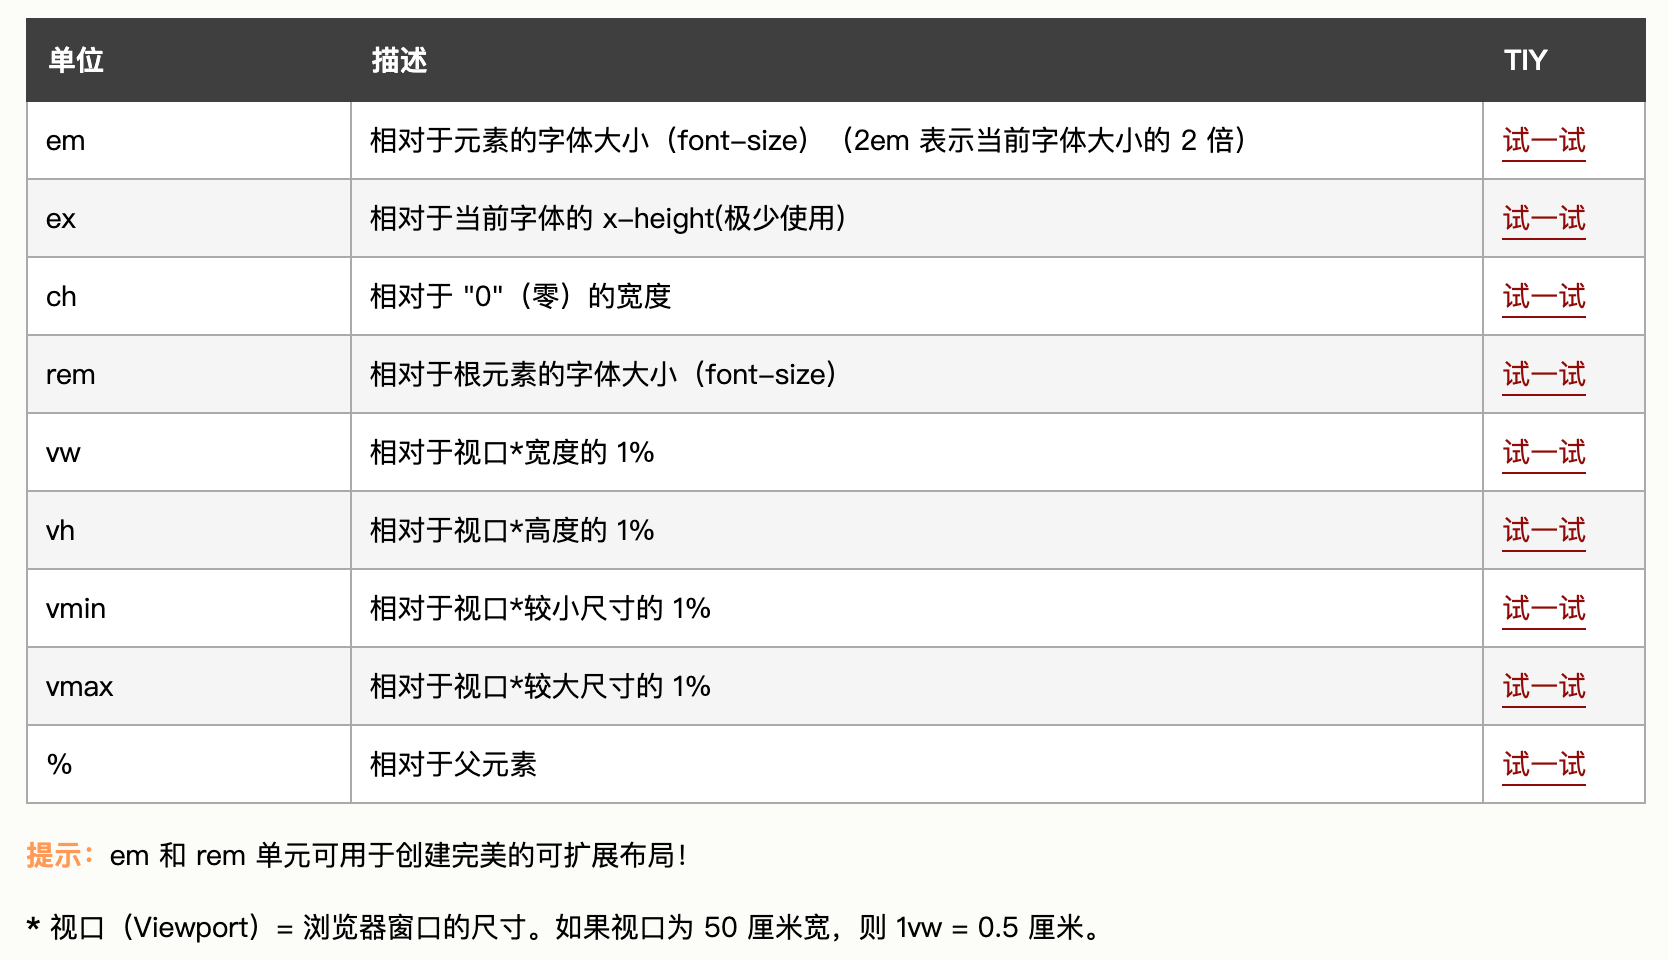 单位 描述 TIY
em 相对于元素的字体大小（font-size）（2em 表示当前字体大小的 2 倍） 试一试
ex 相对于当前字体的 x-height(极少使用) 试一试
ch 相对于 "0"（零）的宽度 试一试
rem 相对于根元素的字体大小（font-size） 试一试
vw 相对于视口*宽度的 1% 试一试
vh 相对于视口*高度的 1% 试一试
vmin 相对于视口*较小尺寸的 1% 试一试
vmax 相对于视口*较大尺寸的 1% 试一试
% 相对于父元素 试一试
提示：em 和 rem 单元可用于创建完美的可扩展布局！
* 视口（Viewport）= 浏览器窗口的尺寸。如果视口为 50 厘米宽，则 1vw = 0.5 厘米。